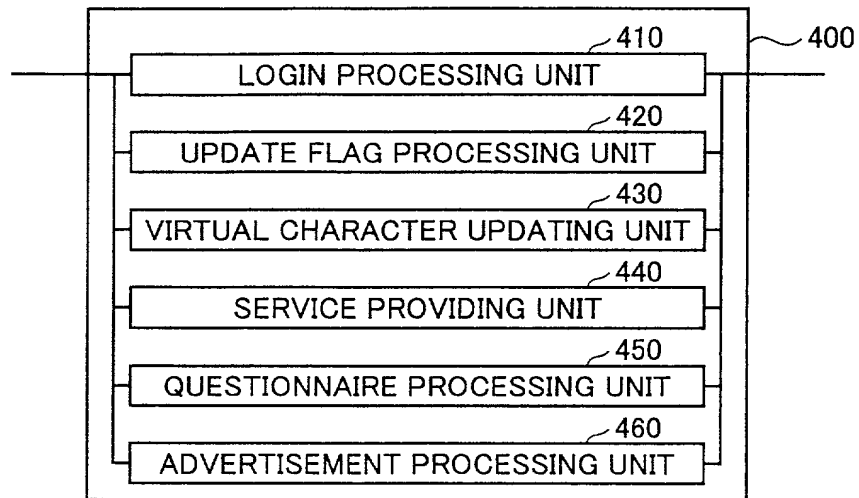 410
400
LOGIN PROCESSING UNIT
420
UPDATE FLAG PROCESSING UNIT
430
VIRTUAL CHARACTER UPDATING UNIT
440
SERVICE PROVIDING UNIT
450
QUESTIONNAIRE PROCESSING UNIT
460
ADVERTISEMENT PROCESSING UNIT